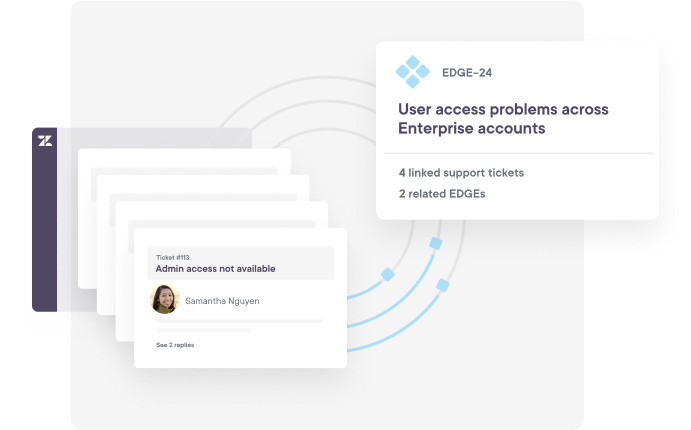 EDGE-24
User access problems across
Enterprise accounts
4 linked support tickets
2 related EDGEs
Ticket #113
Admin access not available
Samantha Nguyen
See 2 replies